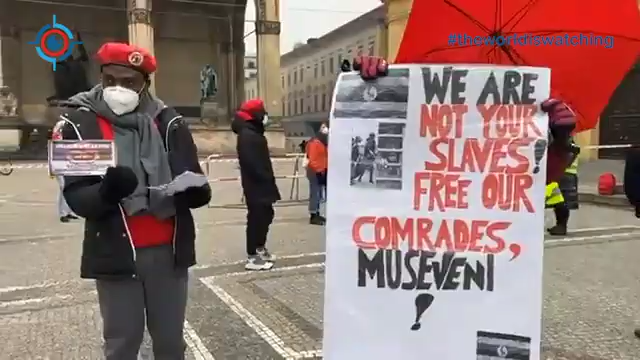 #theworldiswatching
WE ARE
NOT YOUR
SLAVES!
FREE OUR
COMRADES,
MUSEVENI
!